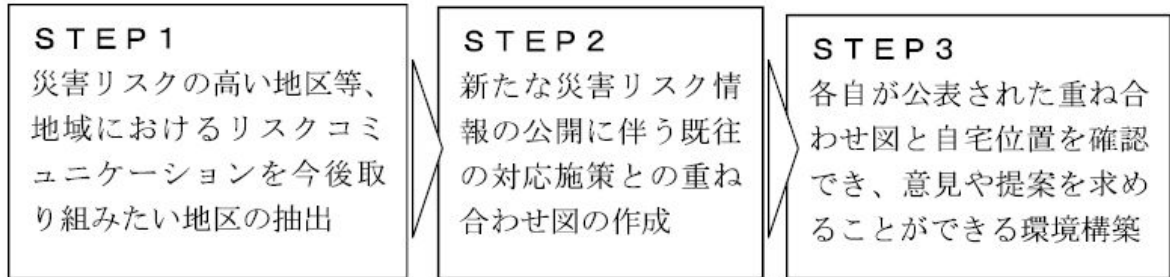 STEP1
災害リスクの高い地区等、
地域におけるリスクコミ
ュニケーションを今後取
り組みたい地区の抽出
STEP2
新たな災害リスク情
報の公開に伴う既往
の対応施策との重ね
合わせ図の作成
STEP3
各自が公表された重ね合
わせ図と自宅位置を確認
でき、意見や提案を求め
ることができる環境構築